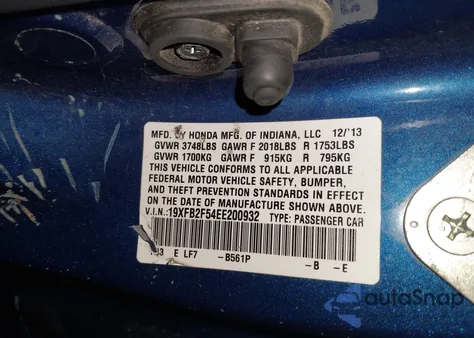 MFD. BY HONDA MFG. OF INDIANA, LLC 12/'13
GVWR 3748LBS GAWR F 2018LBS R 1753LBS
GVWR 1700KG GAWR F 915KG R 795KG
THIS VEHICLE CONFORMS TO ALL APPLICABLE
FEDERAL MOTOR VEHICLE SAFETY, BUMPER,
AND THEFT PREVENTION STANDARDS IN EFFECT
ON THE DATE OF MANUFACTURE SHOWN ABOVE.
V.I.N.:19XFB2F54EE200932 TYPE: PASSENGER CAR
E LF7 -B561P -B -E
autoSnap